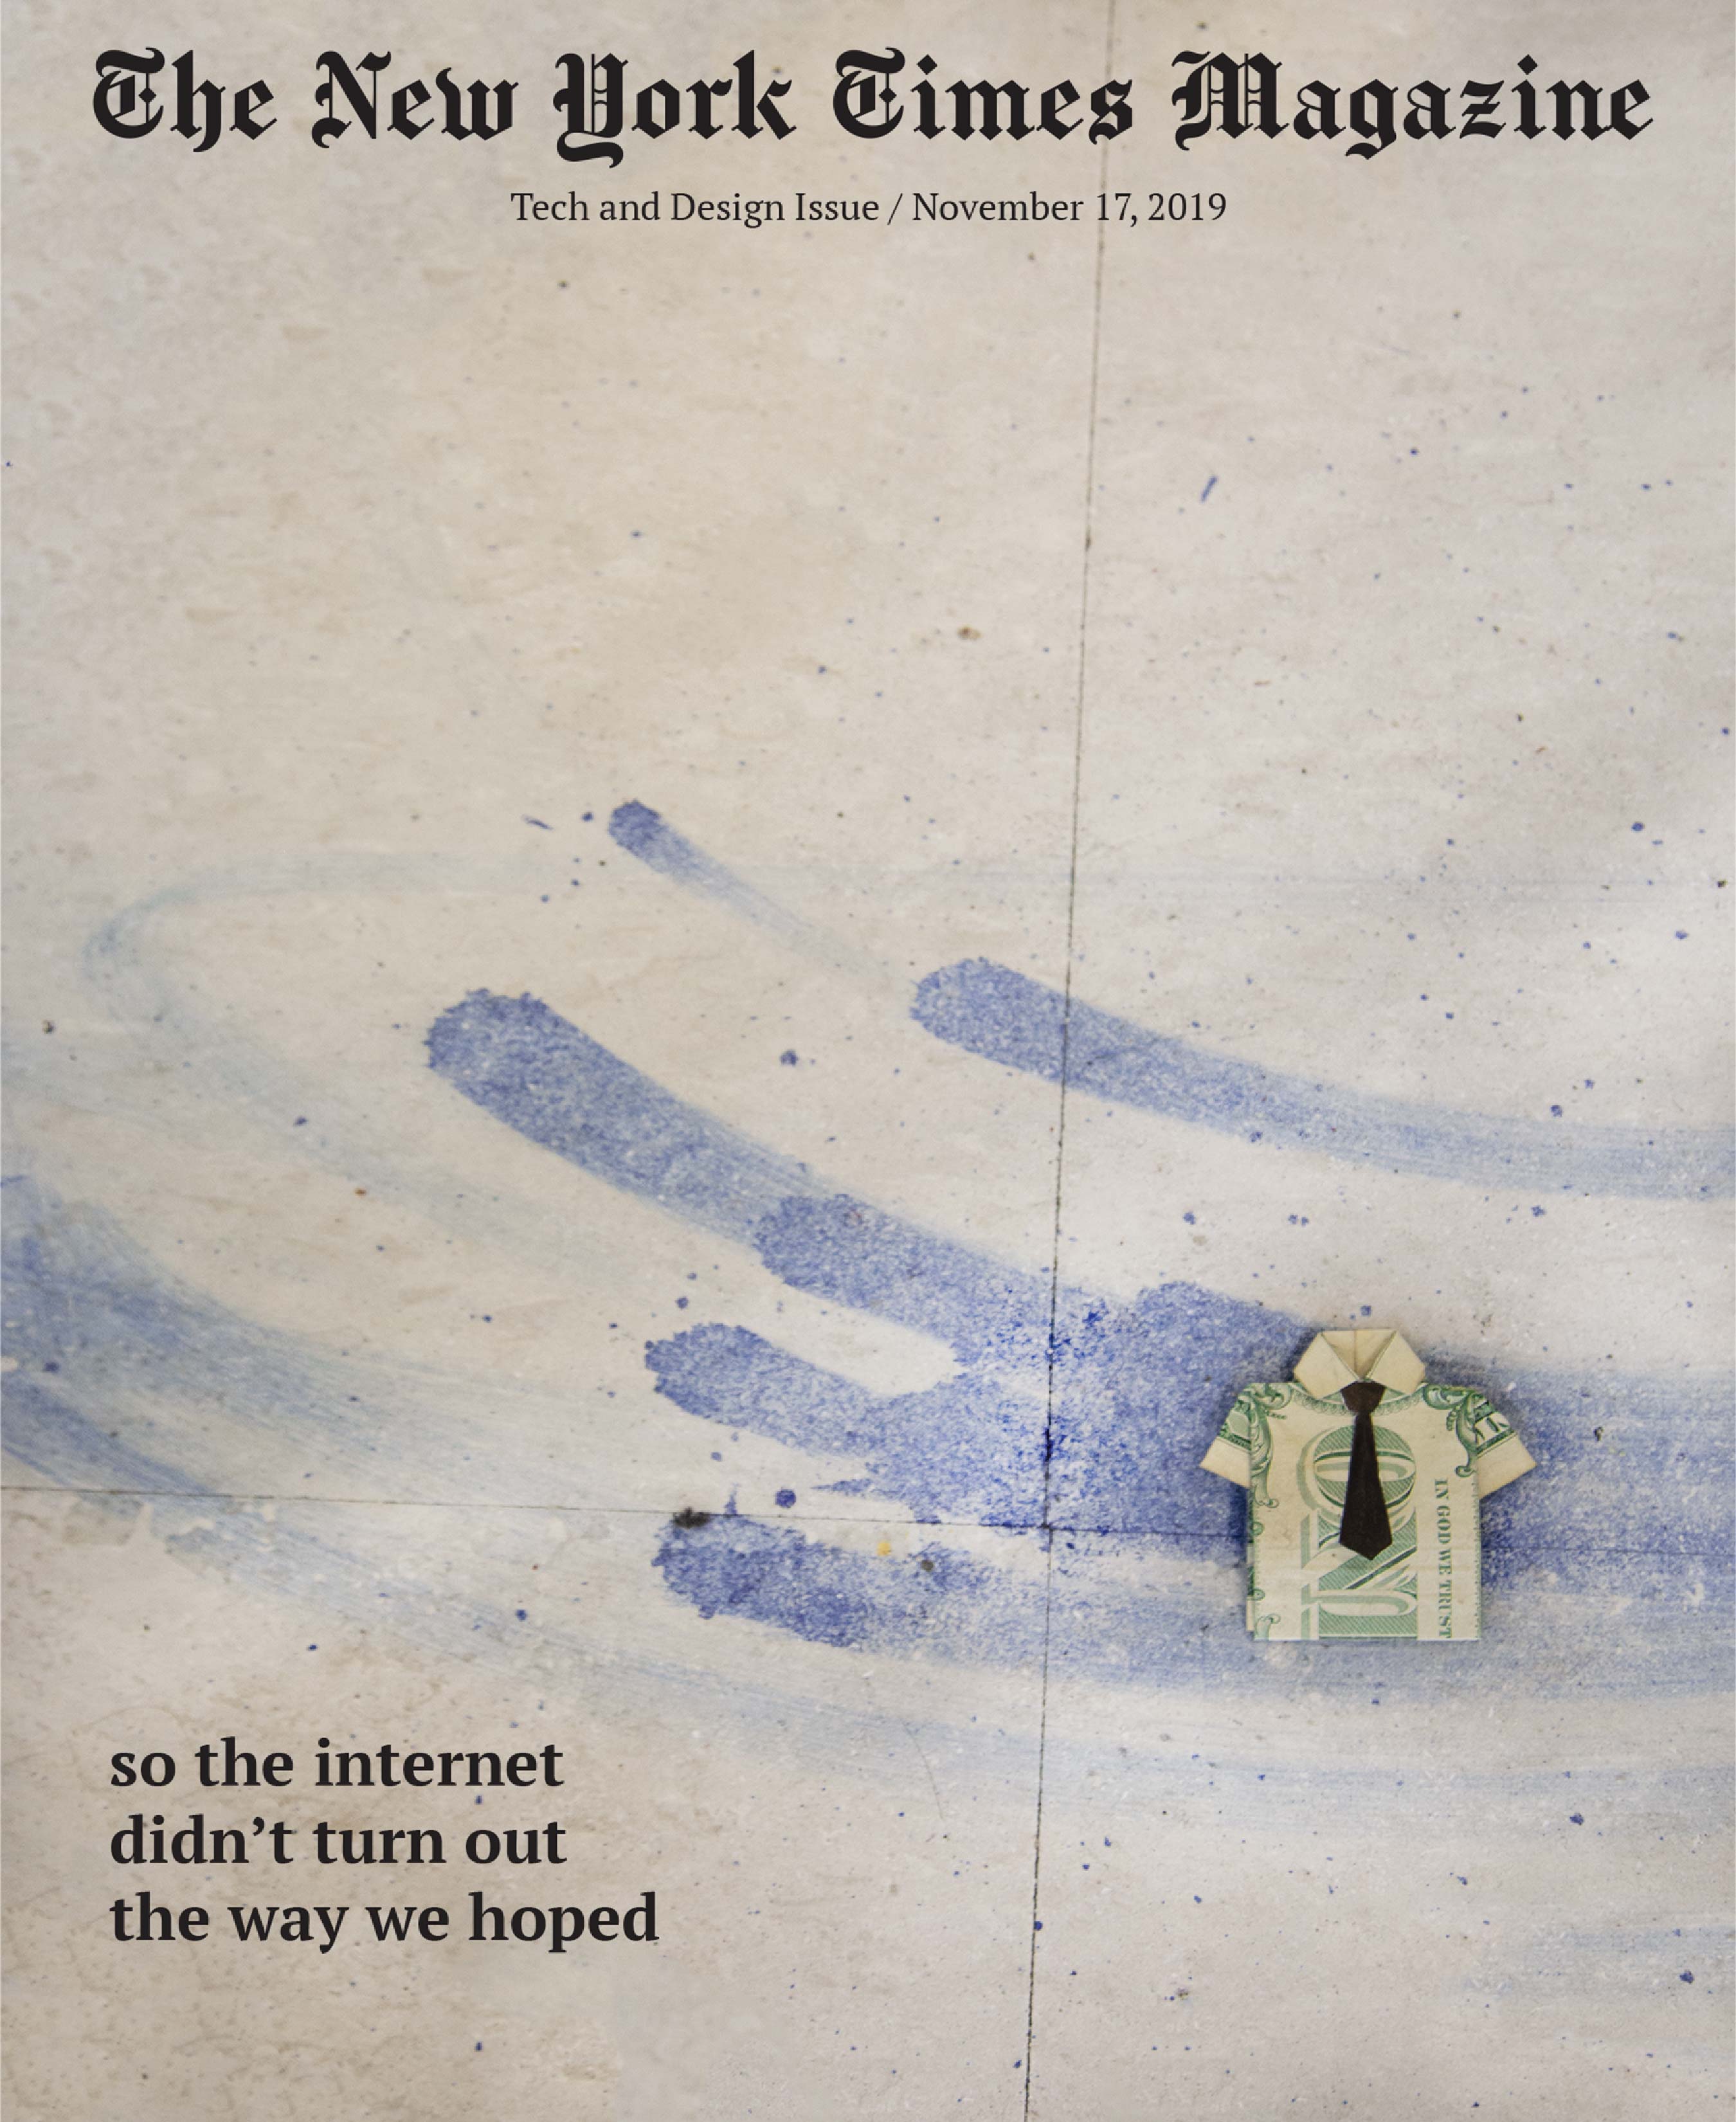 The New York Times Magazine
Tech and Design Issue / November 17, 2019
ONE
IN GOD WE TRUST
so the internet
didn’t turn out
the way we hoped